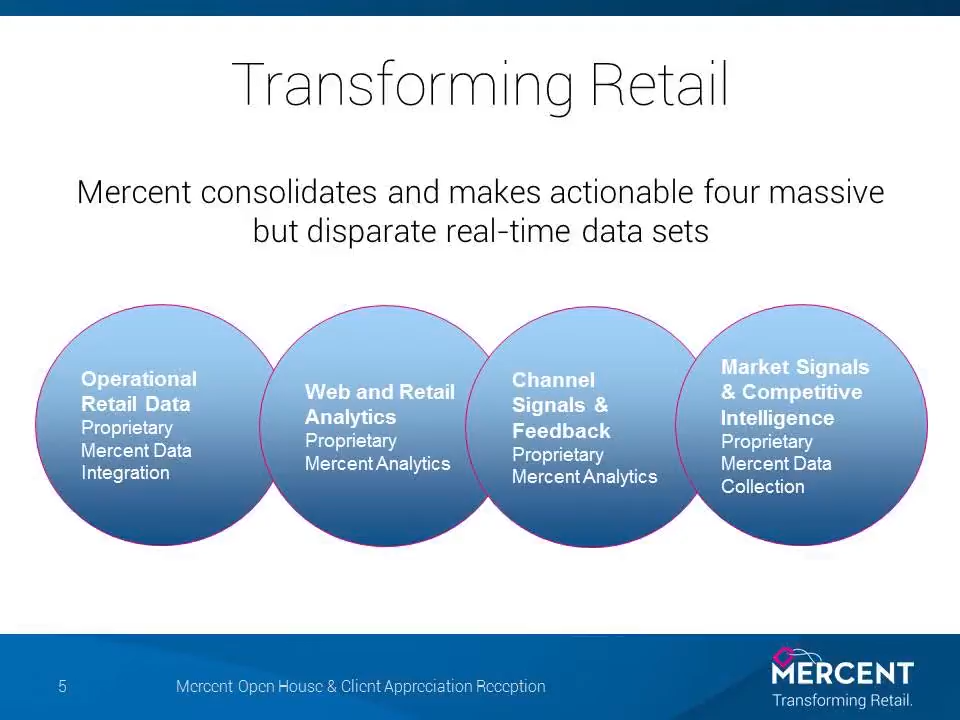 Transforming Retail
Mercent consolidates and makes actionable four massive
but disparate real-time data sets
Operational
Retail Data
Proprietary
Mercent Data
Integration
Web and Retail
Analytics
Proprietary
Mercent Analytics
Channel
Signals &
Feedback
Proprietary
Mercent Analytics
Market Signals
& Competitive
Intelligence
Proprietary
Mercent Data
Collection
5
Mercent Open House & Client Appreciation Reception
MERCENT
Transforming Retail.